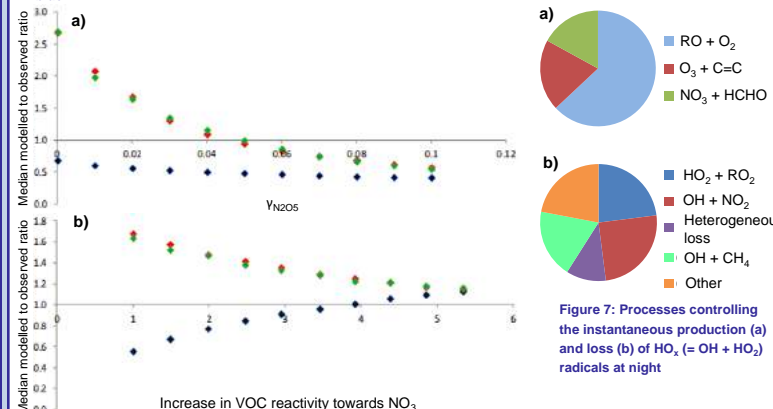 Median modelled to observed ratio
3.0
a)
2.5
2.0
1.5
1.0
0 0.02 0.04 0.06 0.08 0.1 0.12
0.5
0.0
γN2O5
Median modelled to observed ratio
1.8
b)
1.6
1.4
1.2
1.0
0 1 2 3 4 5 6
0.8
0.6
0.4
0.2
Increase in VOC reactivity towards NO3
a)
RO + O2
O3 + C=C
NO3 + HCHO
b)
HO2 + RO2
OH + NO2
Heterogeneou
loss
OH + CH4
Other
Figure 7: Processes controlling
the instantaneous production (a)
and loss (b) of HOx (= OH + HO2)
radicals at night